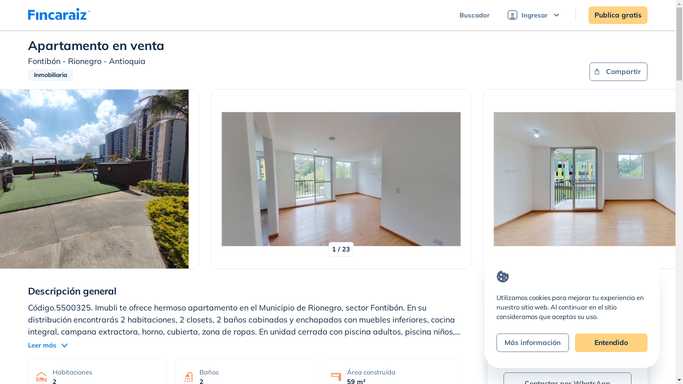 Fincaraiz
Buscador
Ingresar
Publica gratis
Apartamento en venta
Fontibón - Rionegro - Antioquia
Inmobiliaria
Compartir
1 / 23
Descripción general
Código.5500325. Imubli te ofrece hermoso apartamento en el Municipio de Rionegro, sector Fontibón. En su
distribución encontrarás 2 habitaciones, 2 closets, 2 baños cabinados y enchapados con muebles inferiores, cocina
integral, campana extractora, horno, cubierta, zona de ropas. En unidad cerrada con piscina adultos, piscina niños,...
Leer más
Habitaciones
2
Baños
2
Área construida
59 m²
Utilizamos cookies para mejorar tu experiencia en
nuestro sitio web. Al continuar en el sitio
consideramos que aceptas su uso.
Más información
Entendido
Contactar por WhatsApp